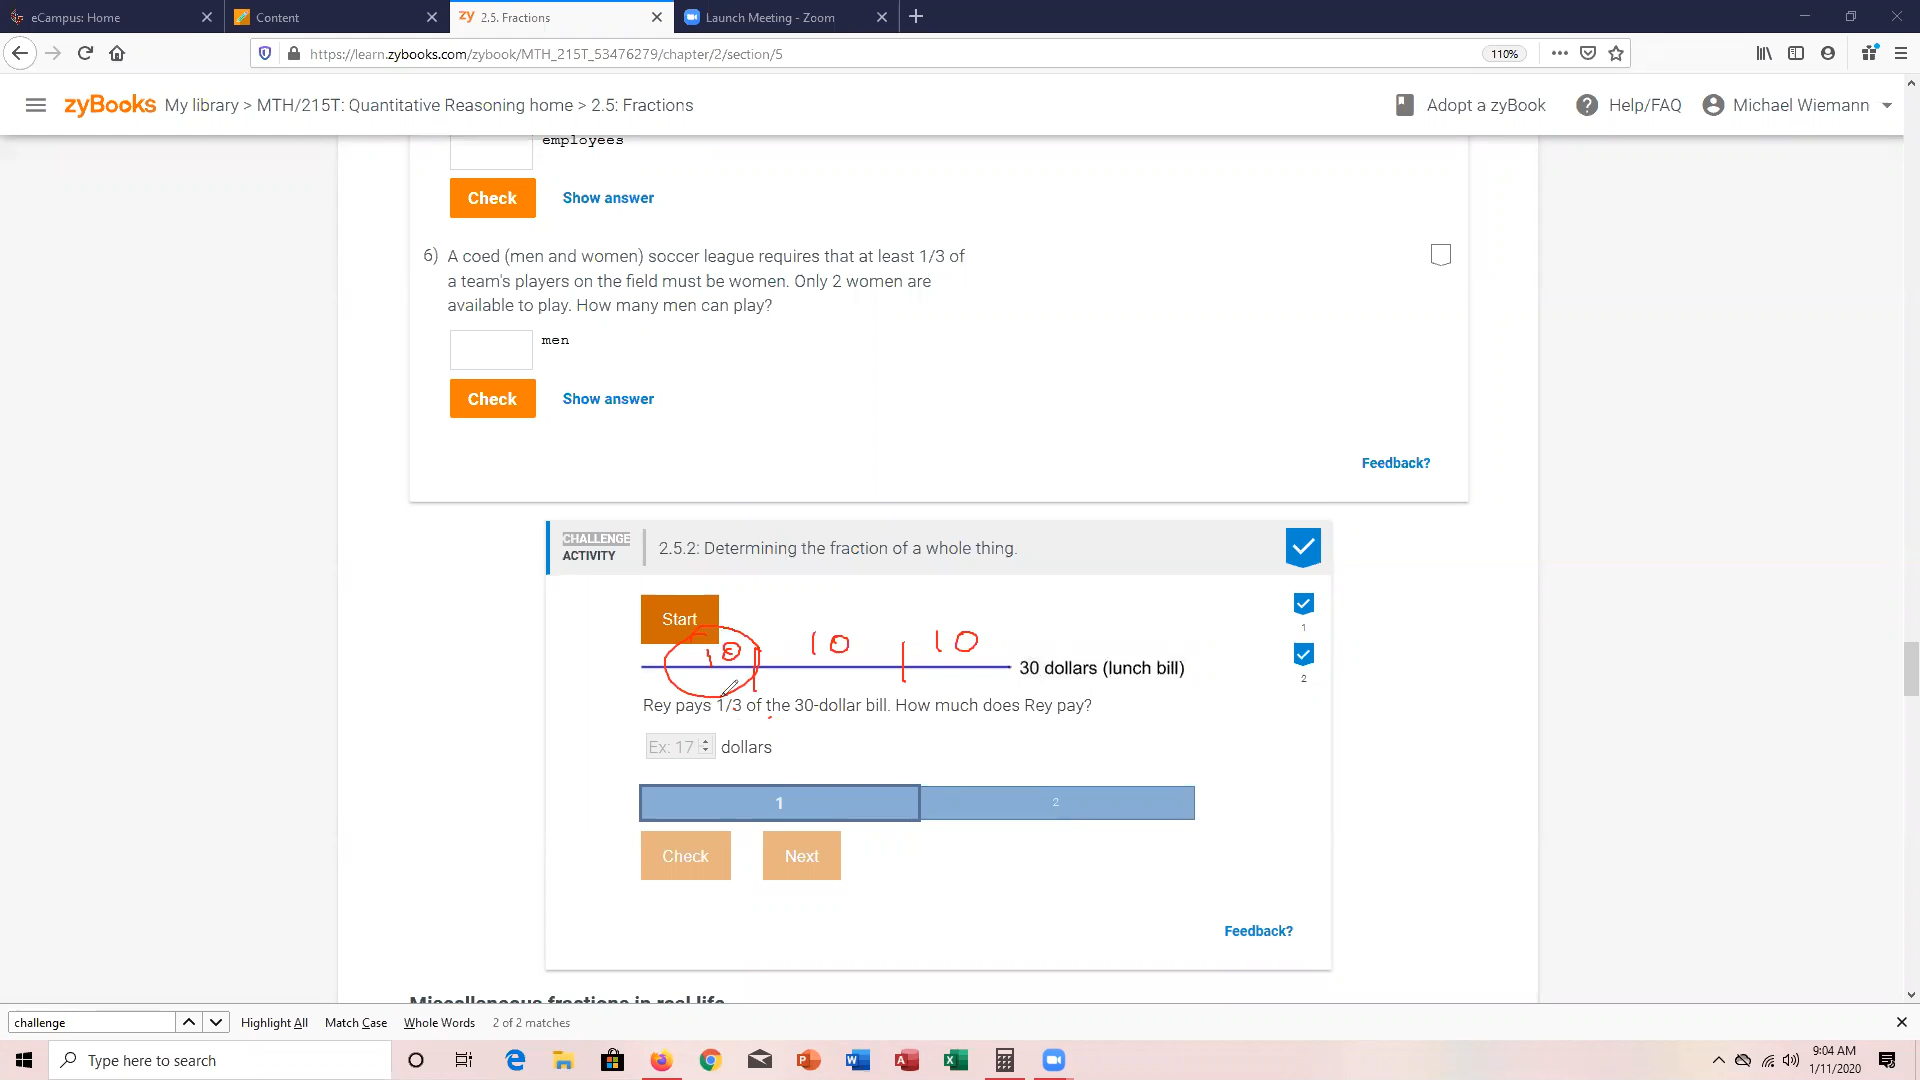 eCampus: Home
Content
zy 2.5. Fractions
Launch Meeting - Zoom
https://learn.zybooks.com/zybook/MTH_215T_53476279/chapter/2/section/5
110%
zyBooks My library > MTH/215T: Quantitative Reasoning home > 2.5: Fractions
Adopt a zyBook
Help/FAQ
Michael Wiemann
employees
Check
Show answer
6) A coed (men and women) soccer league requires that at least 1/3 of
a team's players on the field must be women. Only 2 women are
available to play. How many men can play?
men
Check
Show answer
Feedback?
CHALLENGE
ACTIVITY
2.5.2: Determining the fraction of a whole thing.
Start
1
10 10 10
30 dollars (lunch bill)
2
Rey pays 1/3 of the 30-dollar bill. How much does Rey pay?
Ex: 17 dollars
1 2
Check Next
Feedback?
Miscellaneous fractions in real life
challenge
Highlight All
Match Case
Whole Words
2 of 2 matches
Type here to search
9:04 AM
1/11/2020